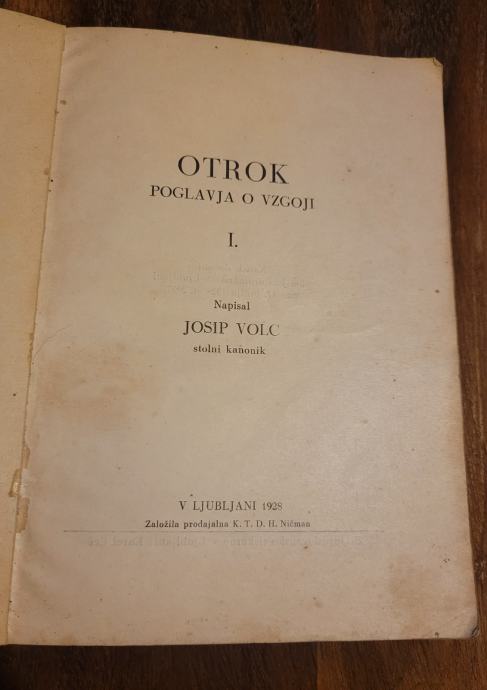 OTROK
POGLAVJA O VZGOJI
I.
Napisal
JOSIP VOLC
stolni kanonik
V LJUBLJANI 1928
Založila prodajalna K. T. D. H. Ničman